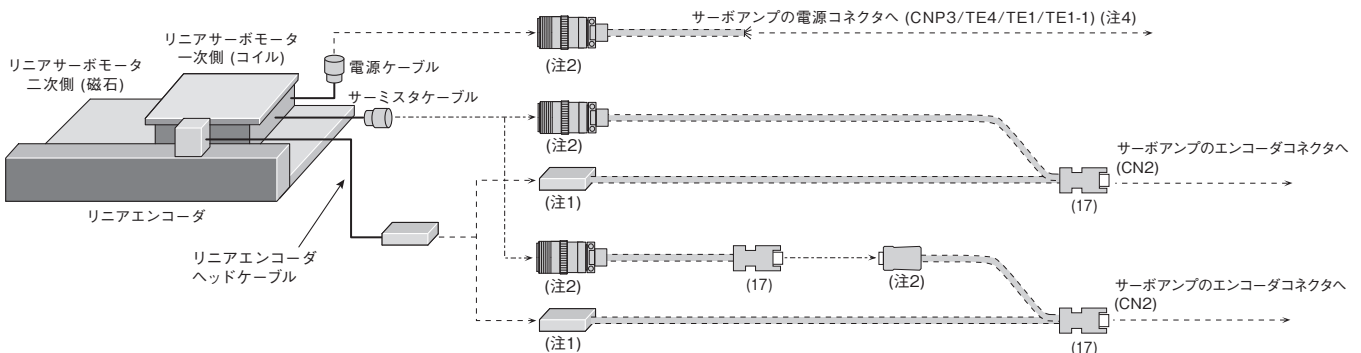 サーボアンプの電源コネクタへ (CNP3/TE4/TE1/TE1-1) (注4)
リニアサーボモータ
一次側 (コイル)
リニアサーボモータ
二次側 (磁石)
電源ケーブル
(注2)
サーミスタケーブル
(注2)
サーボアンプのエンコーダコネクタへ
(CN2)
(注1)
(17)
リニアエンコーダ
リニアエンコーダ
ヘッドケーブル
(注2)
(17)
(注2)
サーボアンプのエンコーダコネクタへ
(CN2)
(注1)
(17)